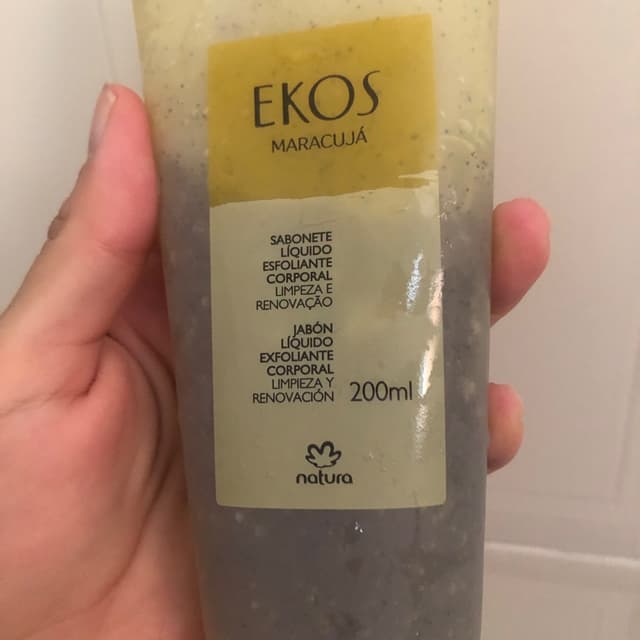 EKOS
MARACUJÁ
SABONETE
LÍQUIDO
ESFOLIANTE
CORPORAL
LIMPEZA E
RENOVAÇÃO
JABÓN
LÍQUIDO
EXFOLIANTE
CORPORAL
LIMPIEZA Y
RENOVACIÓN
200ml
natura